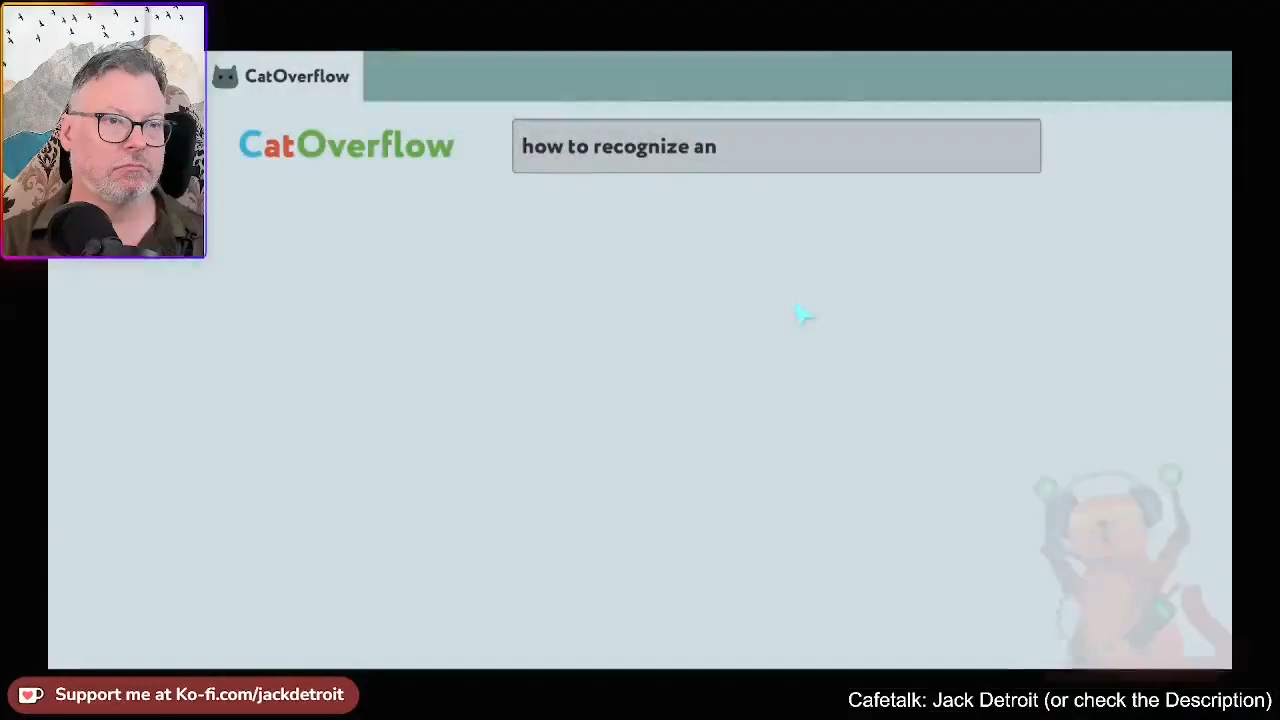 CatOverflow
CatOverflow
how to recognize an
Support me at Ko-fi.com/jackdetroit
Cafetalk: Jack Detroit (or check the Description)